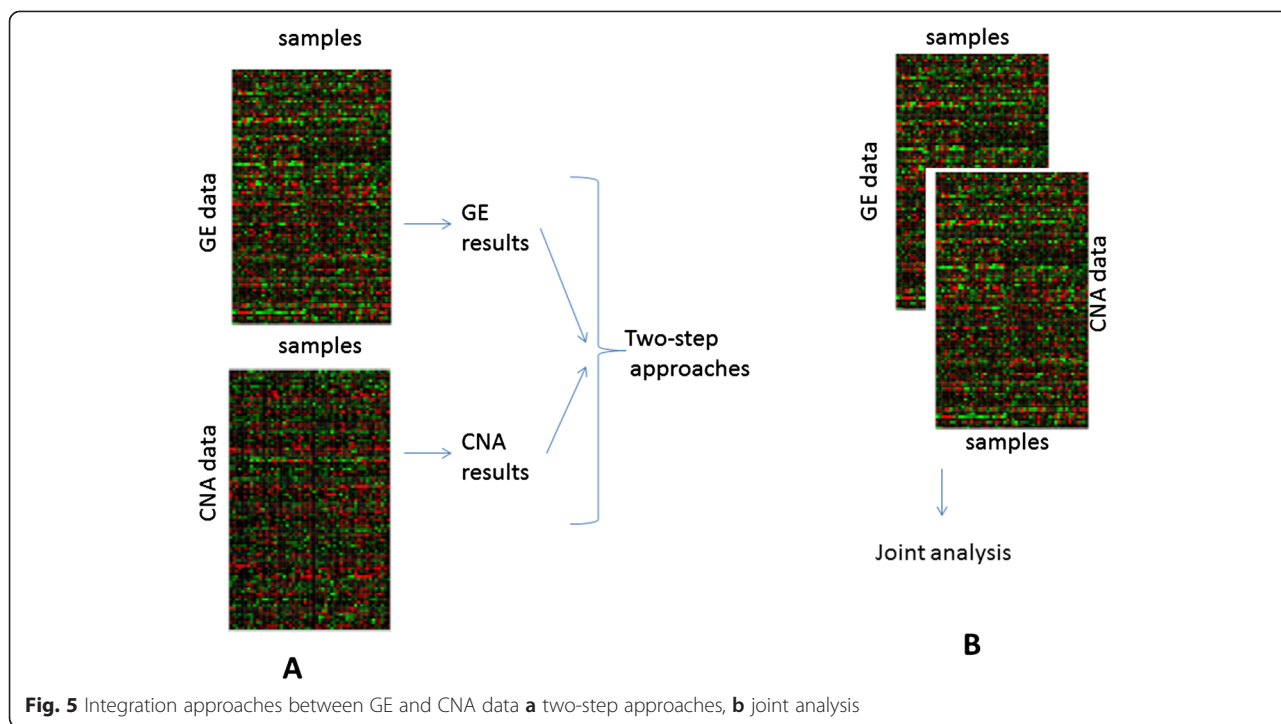 samples
GE data
GE
results
samples
CNA data
CNA
results
Two-step
approaches
A
samples
GE data
CNA data
samples
Joint analysis
B
Fig. 5 Integration approaches between GE and CNA data a two-step approaches, b joint analysis